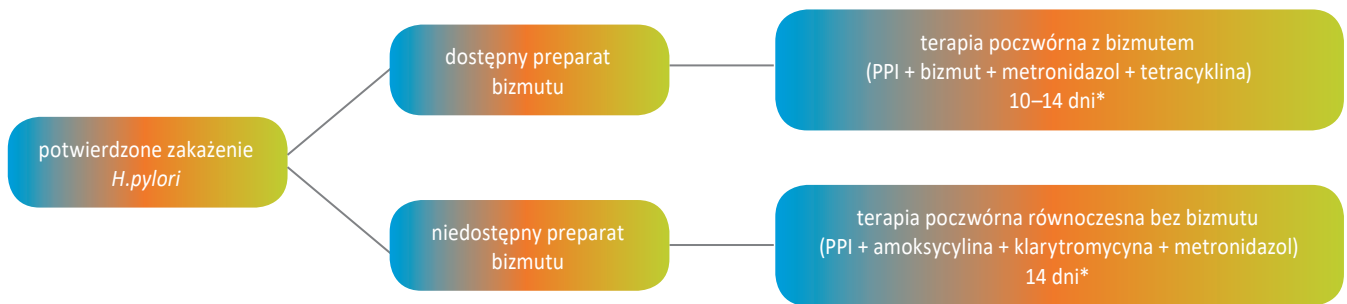 potwierdzone zakażenie
H.pylori
dostępny preparat
bizmutu
terapia poczwórna z bizmutem
(PPI + bizmut + metronidazol + tetracyklina)
10–14 dni*
niedostępny preparat
bizmutu
terapia poczwórna równoczesna bez bizmutu
(PPI + amoksycylina + klarytromycyna + metronidazol)
14 dni*